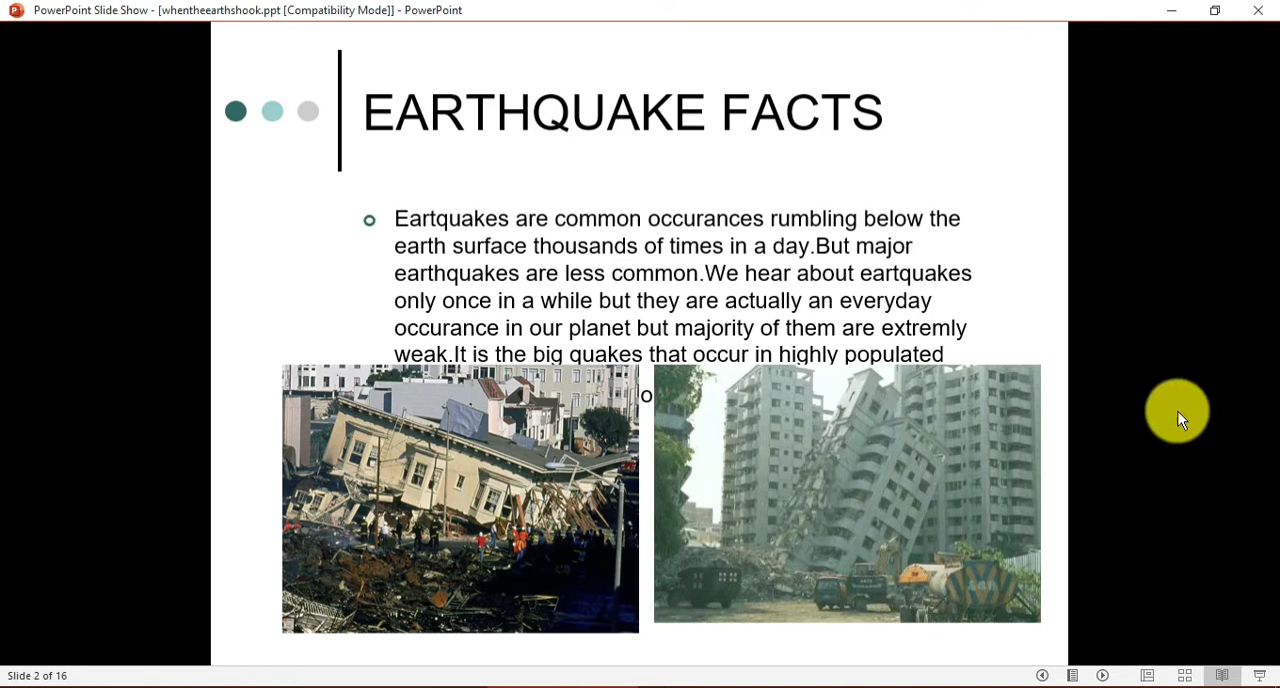 PowerPoint Slide Show - [whentheearthshook.ppt [Compatibility Mode]] - PowerPoint
EARTHQUAKE FACTS
Eartquakes are common occurances rumbling below the
earth surface thousands of times in a day.But major
earthquakes are less common.We hear about eartquakes
only once in a while but they are actually an everyday
occurance in our planet but majority of them are extremly
weak.It is the big quakes that occur in highly populated
o
Slide 2 of 16